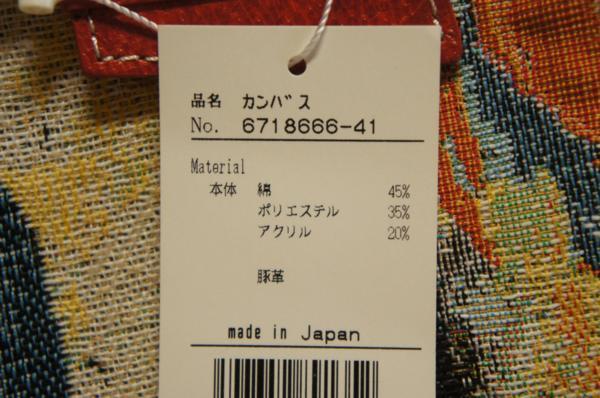 品名 カンバス
No. 6718666-41
Material
本体 綿 45%
ポリエステル 35%
アクリル 20%
豚革
made in Japan